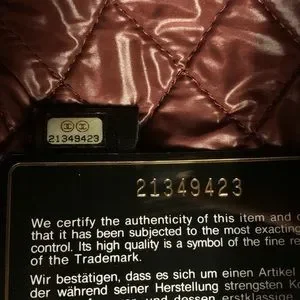 21349423
21349423
We certify the authenticity of this item and
that it has been subjected to the most exacting
control. Its high quality is a symbol of the fine
of the Trademark.
Wir bestätigen, dass es sich um einen Artikel
der während seiner Herstellung strengsten
dessen erstklassige